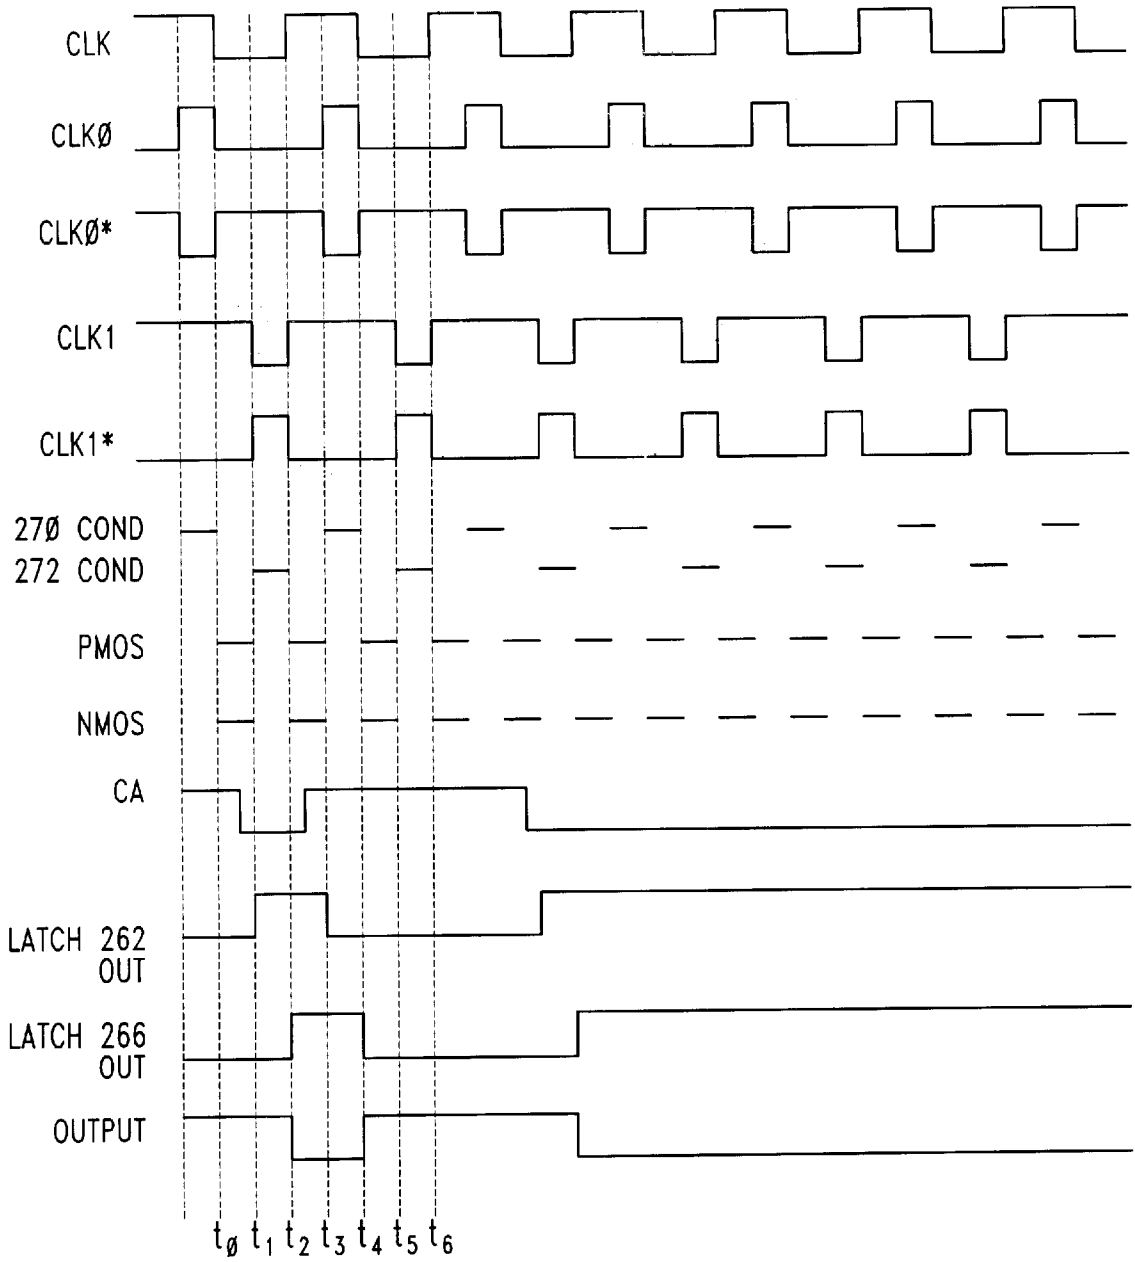 CLK
CLKØ
CLKØ*
CLK1
CLK1*
27Ø COND
272 COND
PMOS
NMOS
CA
LATCH 262
OUT
LATCH 266
OUT
OUTPUT
tø t1 t2 t3 t4 t5 t6